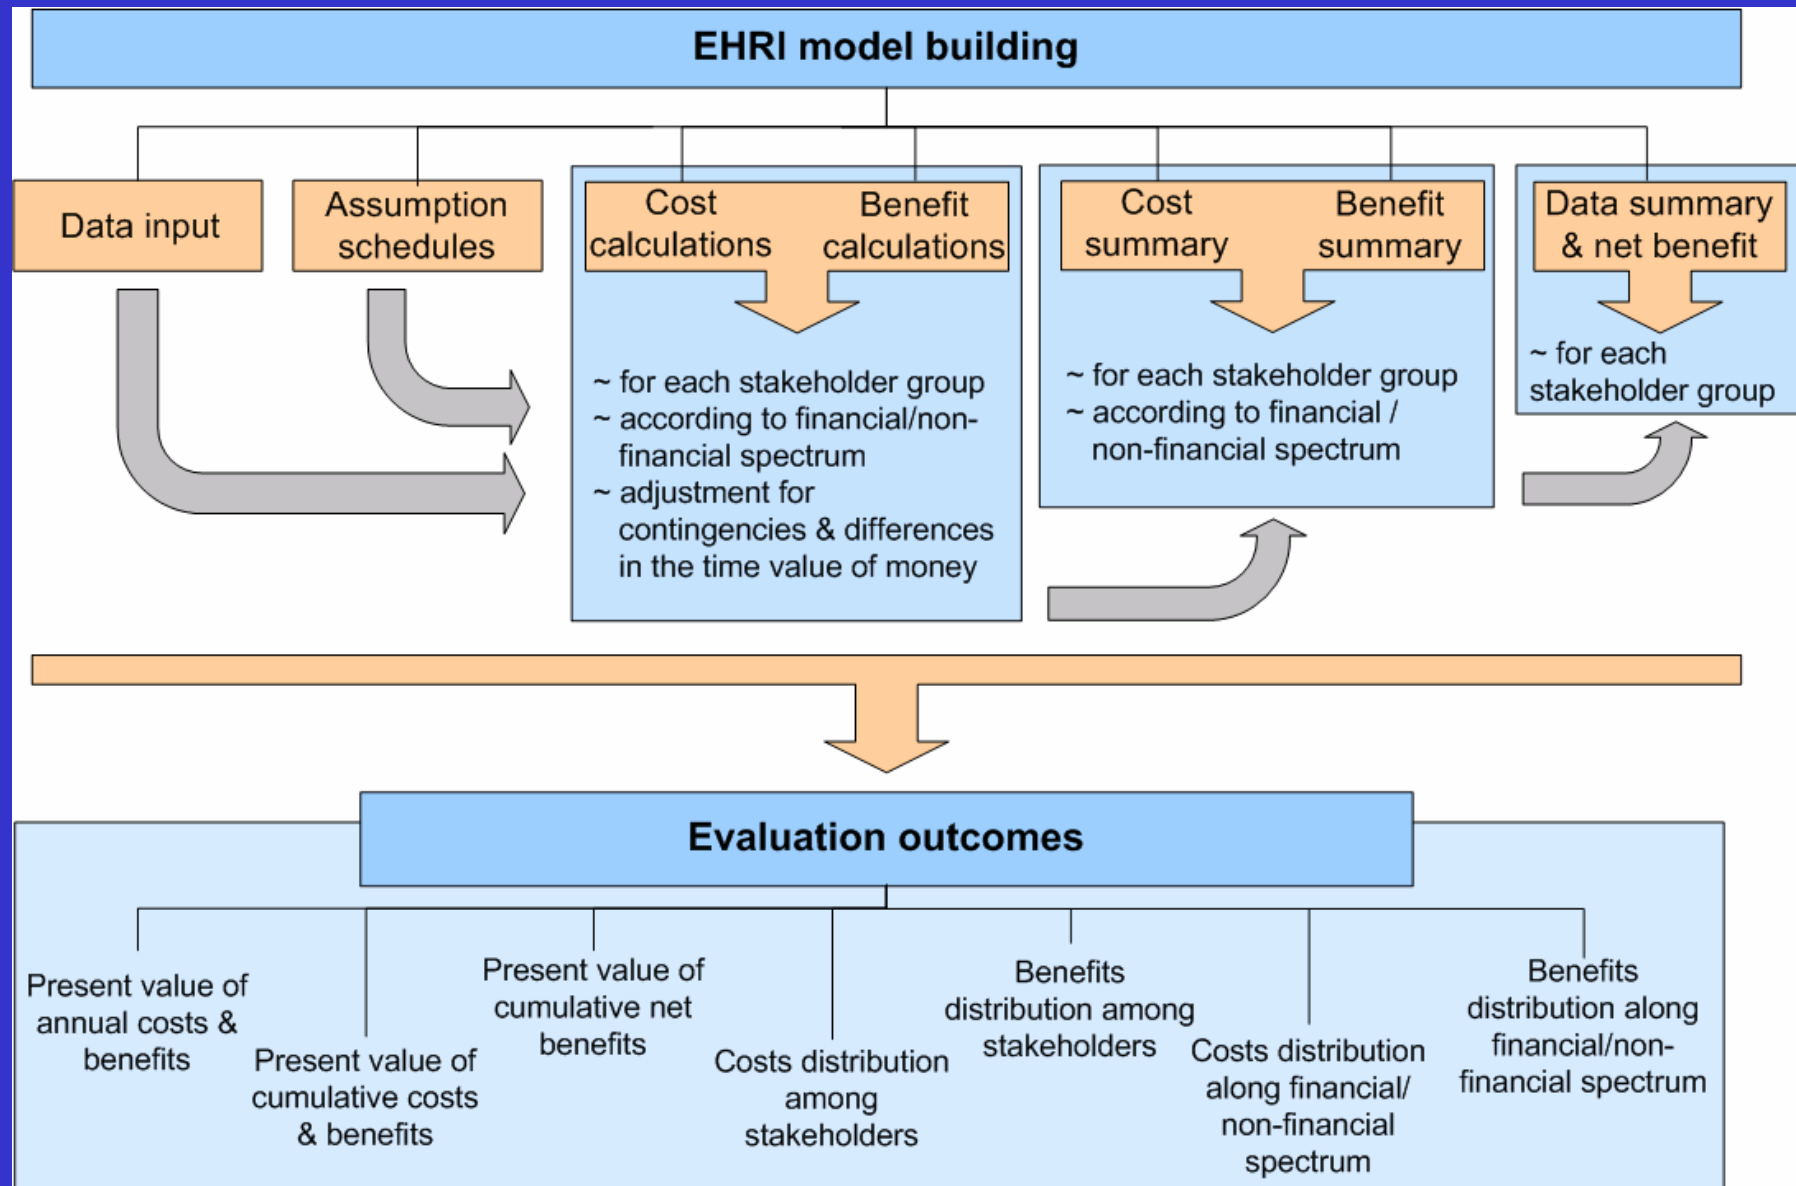 EHRI model building
Data input
Assumption
schedules
Cost
calculations
Benefit
calculations
~ for each stakeholder group
~ according to financial/non-
financial spectrum
~ adjustment for
contingencies & differences
in the time value of money
Cost
summary
Benefit
summary
~ for each stakeholder group
~ according to financial /
non-financial spectrum
Data summary
& net benefit
~ for each
stakeholder group
Evaluation outcomes
Present value of
annual costs &
benefits
Present value of
cumulative costs
& benefits
Present value of
cumulative net
benefits
Costs distribution
among
stakeholders
Benefits
distribution among
stakeholders
Costs distribution
along financial/
non-financial
spectrum
Benefits
distribution along
financial/non-
financial spectrum